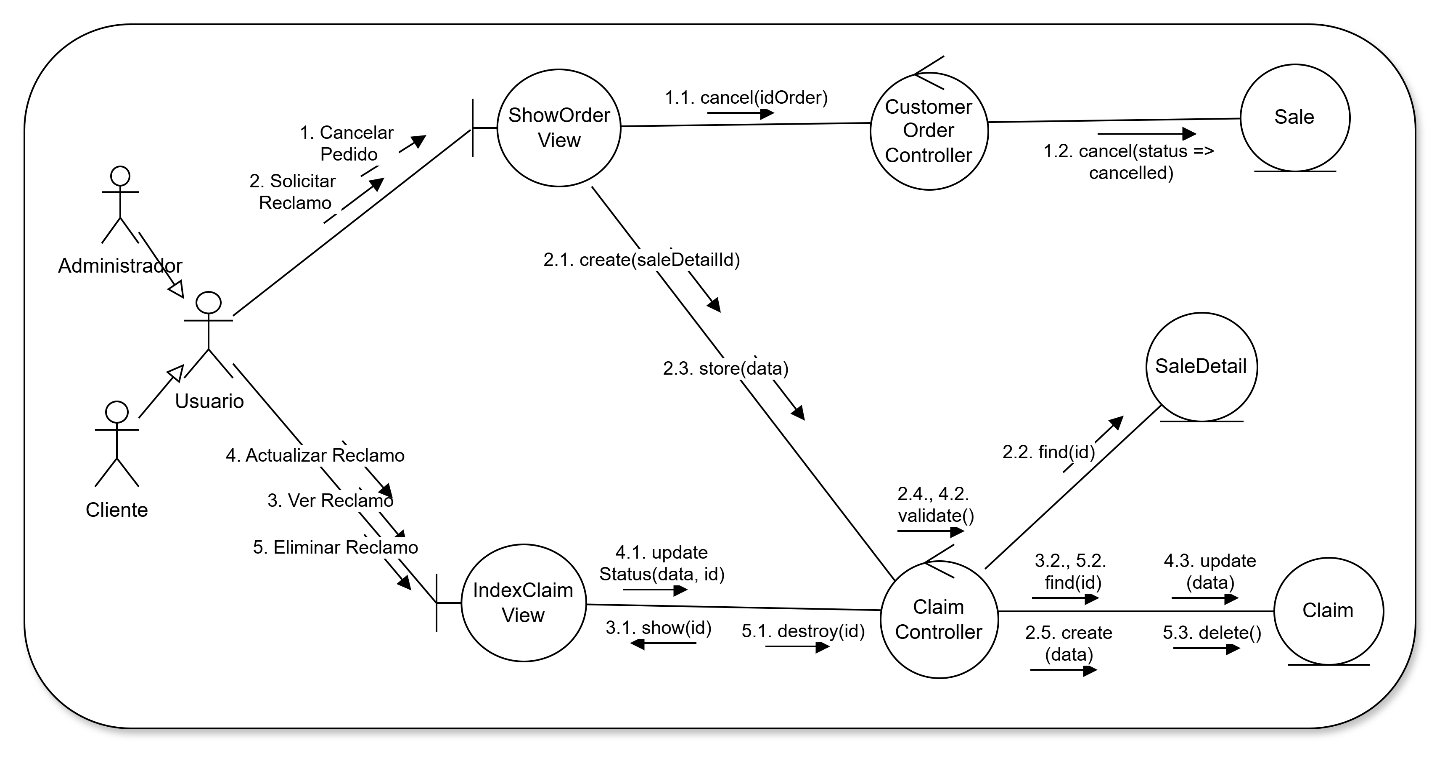 ShowOrder
View
1.1. cancel(idOrder)
Customer
Order
Controller
Sale
1.2. cancel(status =>
cancelled)
1. Cancelar
Pedido
2. Solicitar
Reclamo
Administrador
Usuario
Cliente
2.1. create(saleDetailId)
2.3. store(data)
SaleDetail
2.2. find(id)
4. Actualizar Reclamo
3. Ver Reclamo
5. Eliminar Reclamo
IndexClaim
View
4.1. update
Status(data, id)
3.1. show(id)
5.1. destroy(id)
2.4., 4.2.
validate()
Claim
Controller
3.2., 5.2.
find(id)
4.3. update
(data)
2.5. create
(data)
5.3. delete()
Claim